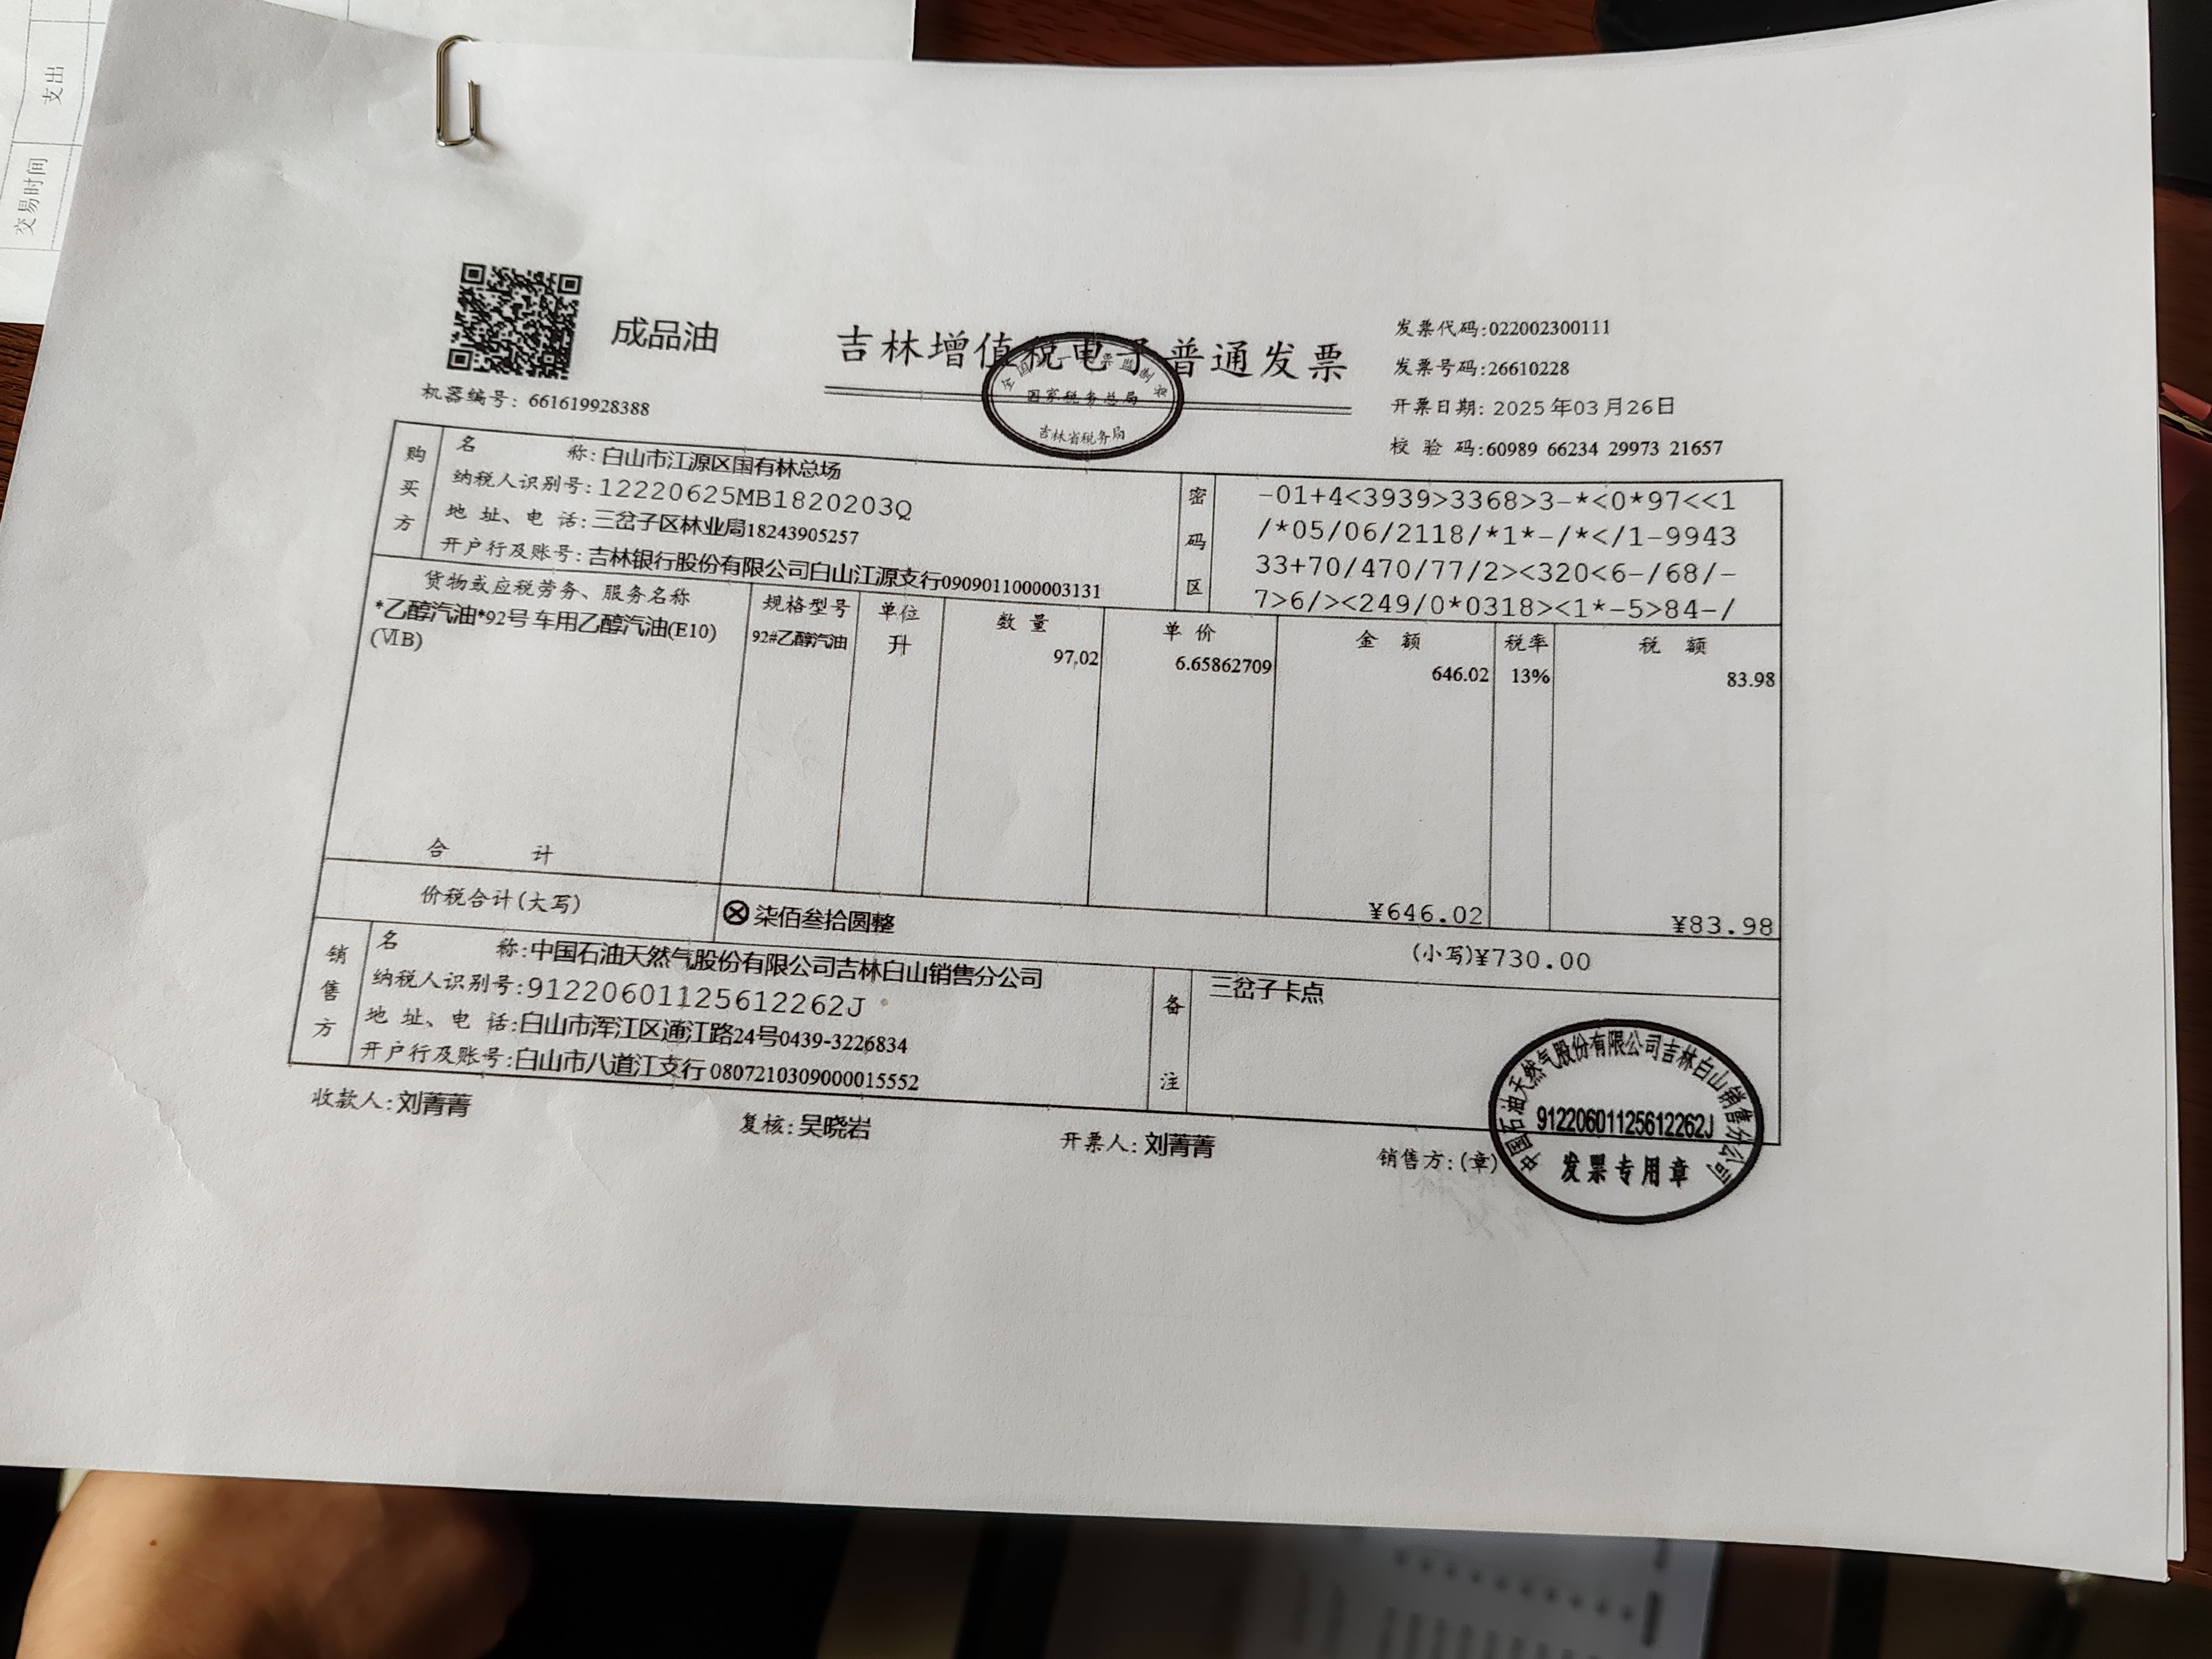 支出
交易时间
成品油
吉林增值税电子普通发票
国家税务总局
吉林省税务局
机器编号: 661619928388
发票代码:022002300111
发票号码:26610228
开票日期: 2025年03月26日
校 验 码:60989 66234 29973 21657
购买方
名 称:白山市江源区国有林总场
纳税人识别号:12220625MB1820203Q
地 址、电 话:三岔子区林业局18243905257
开户行及账号:吉林银行股份有限公司白山江源支行0909011000003131
密码区
-01+4<3939>3368>3-*<0*97<<1
/*05/06/2118/*1*-/*</1-9943
33+70/470/77/2><320<6-/68/-
7>6/><249/0*0318><1*-5>84-/
货物或应税劳务、服务名称 规格型号 单位 数 量 单 价 金 额 税率 税 额
*乙醇汽油*92号 车用乙醇汽油(E10) 92#乙醇汽油 升 97.02 6.65862709 646.02 13% 83.98
(ⅥB)
合 计 ¥646.02 ¥83.98
价税合计(大写) ⊗柒佰叁拾圆整 (小写)¥730.00
销售方
名 称:中国石油天然气股份有限公司吉林白山销售分公司
纳税人识别号:91220601125612262J
地 址、电 话:白山市浑江区通江路24号0439-3226834
开户行及账号:白山市八道江支行 0807210309000015552
备注
三岔子卡点
收款人:刘菁菁 复核:吴晓岩 开票人:刘菁菁 销售方:(章)
中国石油天然气股份有限公司吉林白山销售分公司
91220601125612262J
发票专用章